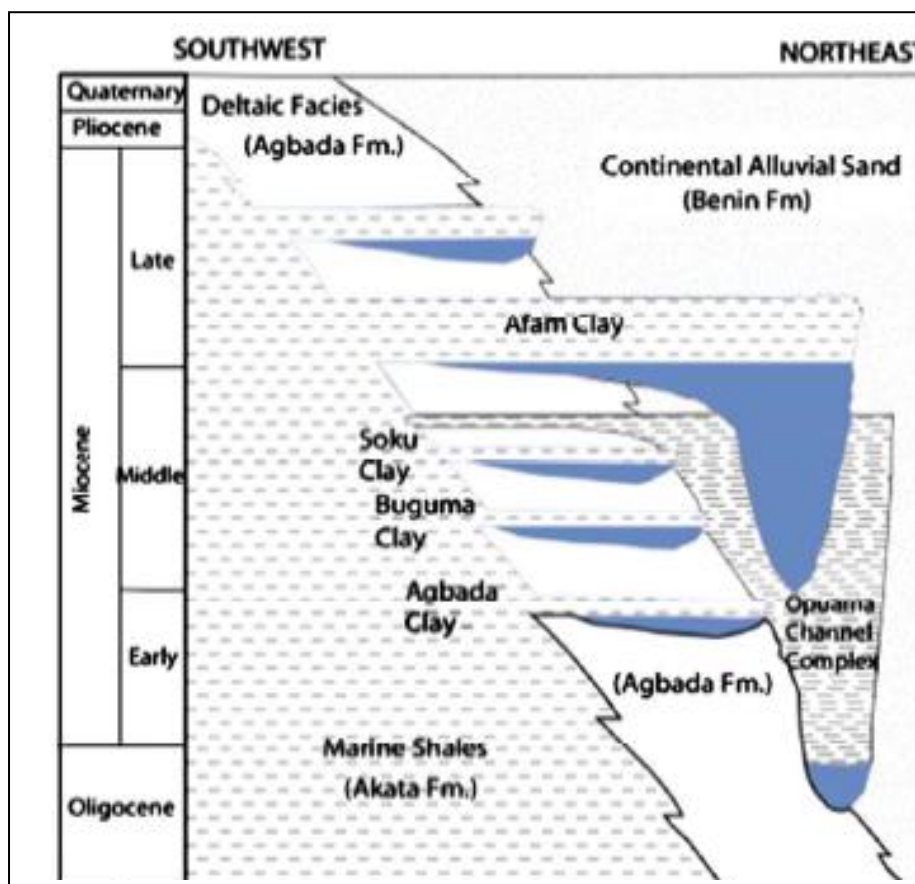 SOUTHWEST
NORTHEAST
Quaternary
Pliocene
Miocene
Late
Middle
Early
Oligocene
Deltaic Facies
(Agbada Fm.)
Continental Alluvial Sand
(Benin Fm)
Afam Clay
Soku
Clay
Buguma
Clay
Agbada
Clay
Opuama
Channel
Complex
(Agbada Fm.)
Marine Shales
(Akata Fm.)